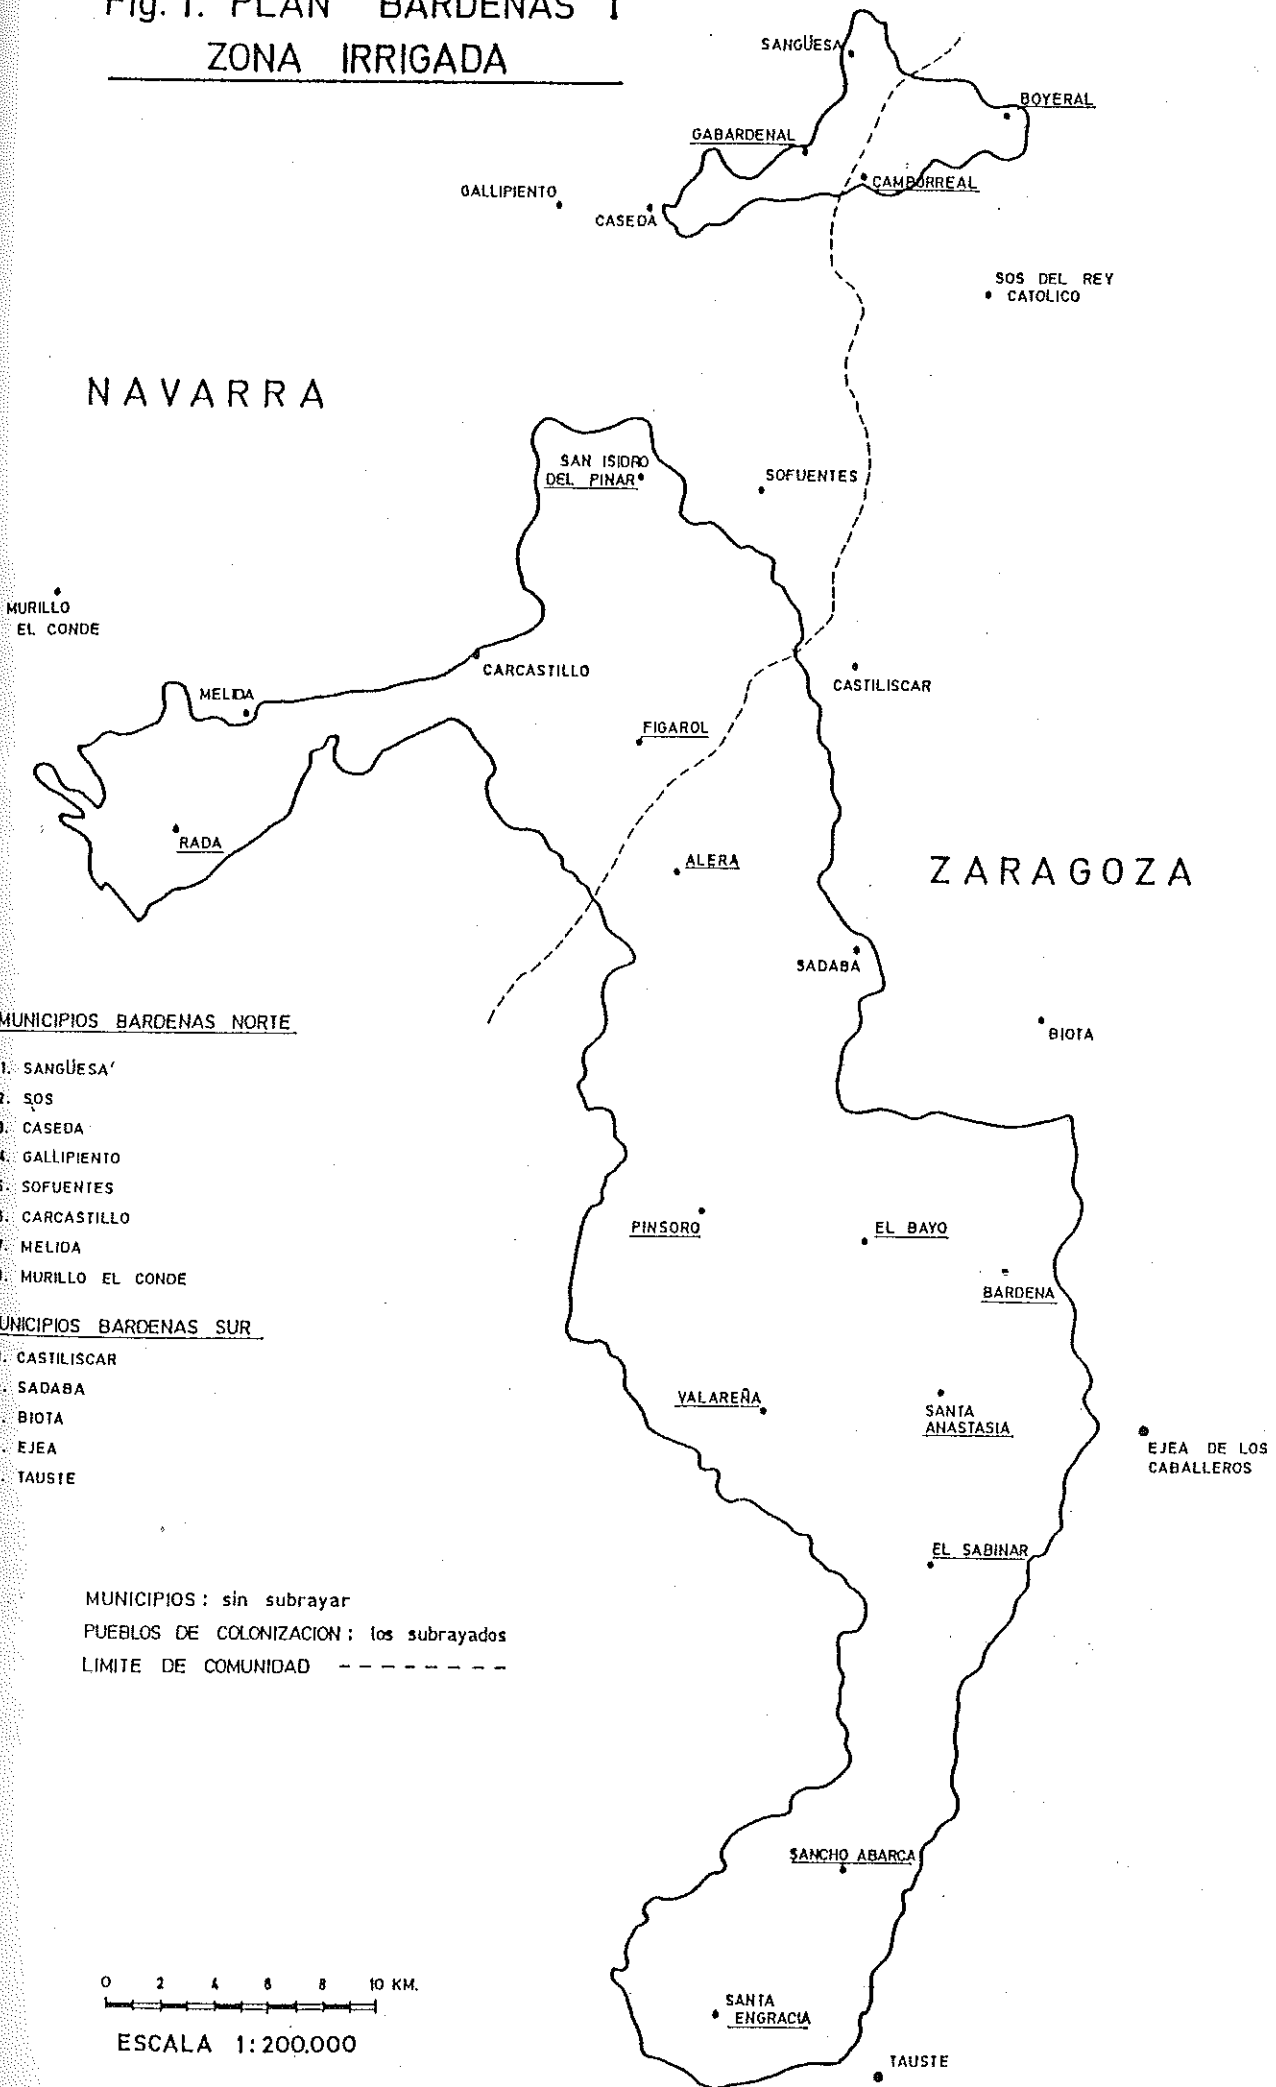 Fig. 1. PLAN BARDENAS I
ZONA IRRIGADA
SANGÜESA
BOYERAL
GABARDENAL
CAMBORREAL
GALLIPIENTO
CASEDA
SOS DEL REY
CATOLICO
NAVARRA
SAN ISIDRO
DEL PINAR
SOFUENTES
MURILLO
EL CONDE
CARCASTILLO
CASTILISCAR
MELIDA
FIGAROL
RADA
ALERA
ZARAGOZA
SADABA
BIOTA
MUNICIPIOS BARDENAS NORTE
1. SANGÜESA
2. SOS
CASEDA
GALLIPIENTO
SOFUENTES
CARCASTILLO
MELIDA
MURILLO EL CONDE
UNICIPIOS BARDENAS SUR
CASTILISCAR
SADABA
BIOTA
EJEA
TAUSTE
PINSORO
EL BAYO
BARDENA
VALAREÑA
SANTA
ANASTASIA
EJEA DE LOS
CABALLEROS
EL SABINAR
MUNICIPIOS: sin subrayar
PUEBLOS DE COLONIZACION: los subrayados
LIMITE DE COMUNIDAD
SANCHO ABARCA
0 2 4 6 8 10 KM.
ESCALA 1:200.000
SANTA
ENGRACIA
TAUSTE